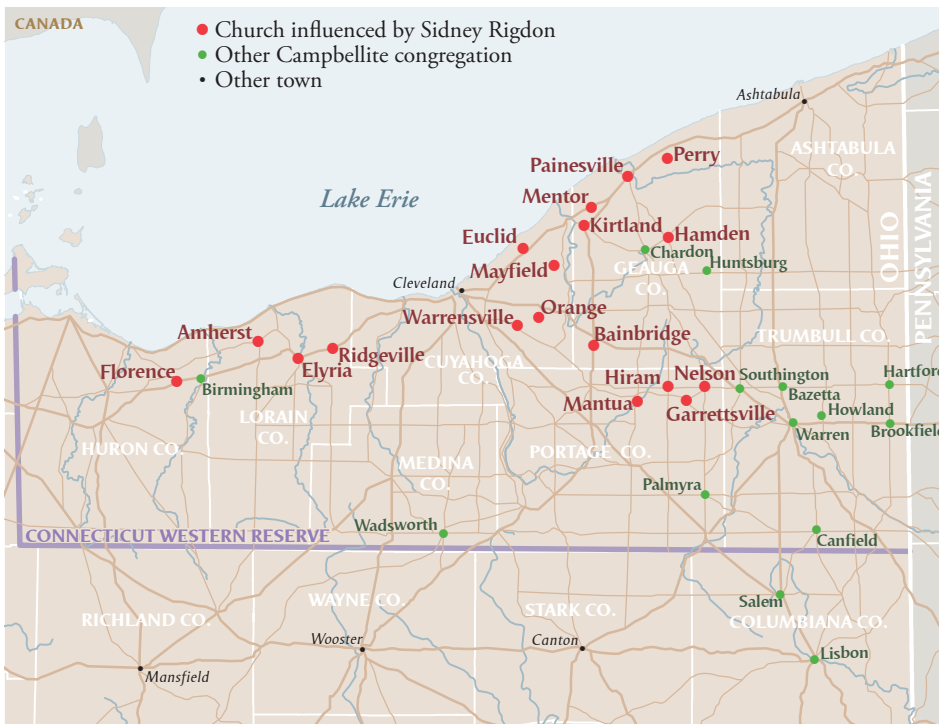 CANADA
Church influenced by Sidney Rigdon
Other Campbellite congregation
Other town
Ashtabula
ASHTABULA
CO.
Perry
Painesville
Mentor
Lake Erie
Kirtland
Hamden
Euclid
Chardon
Huntsburg
GEAUGA
CO.
Mayfield
OHIO
PENNSYLVANIA
Cleveland
Orange
Warrensville
Bainbridge
TRUMBULL CO.
Amherst
Ridgeville
Elyria
CUYAHOGA
CO.
Florence
Birmingham
Hiram
Nelson
Southington
Hartford
Bazetta
Mantua
Garrettsville
Howland
Warren
Brookfield
LORAIN
CO.
HURON CO.
MEDINA
CO.
PORTAGE CO.
Palmyra
Wadsworth
CONNECTICUT WESTERN RESERVE
Canfield
RICHLAND CO.
WAYNE CO.
STARK CO.
Salem
COLUMBIANA CO.
Wooster
Canton
Lisbon
Mansfield